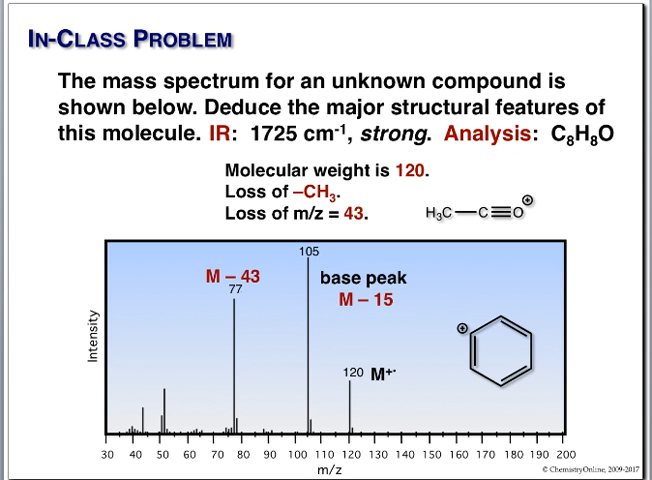 IN-CLASS PROBLEM
The mass spectrum for an unknown compound is
shown below. Deduce the major structural features of
this molecule. IR: 1725 cm⁻¹, strong. Analysis: C₈H₈O
Molecular weight is 120.
Loss of –CH₃.
Loss of m/z = 43.
H₃C—C≡O⊕
105
M – 43
77
base peak
M – 15
⊕
120 M⁺·
Intensity
30 40 50 60 70 80 90 100 110 120 130 140 150 160 170 180 190 200
m/z
© ChemistryOnline, 2009-2017